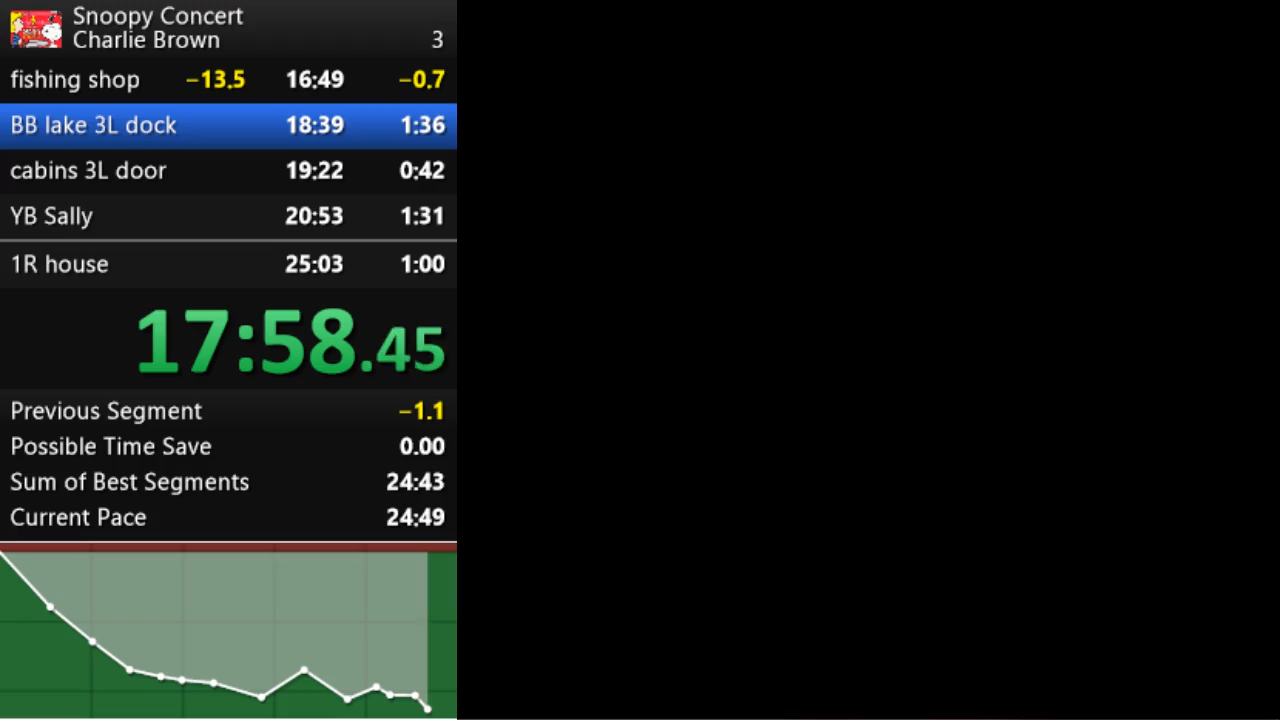 Snoopy Concert
Charlie Brown 3
fishing shop −13.5 16:49 −0.7
BB lake 3L dock 18:39 1:36
cabins 3L door 19:22 0:42
YB Sally 20:53 1:31
1R house 25:03 1:00
17:58.45
Previous Segment −1.1
Possible Time Save 0.00
Sum of Best Segments 24:43
Current Pace 24:49